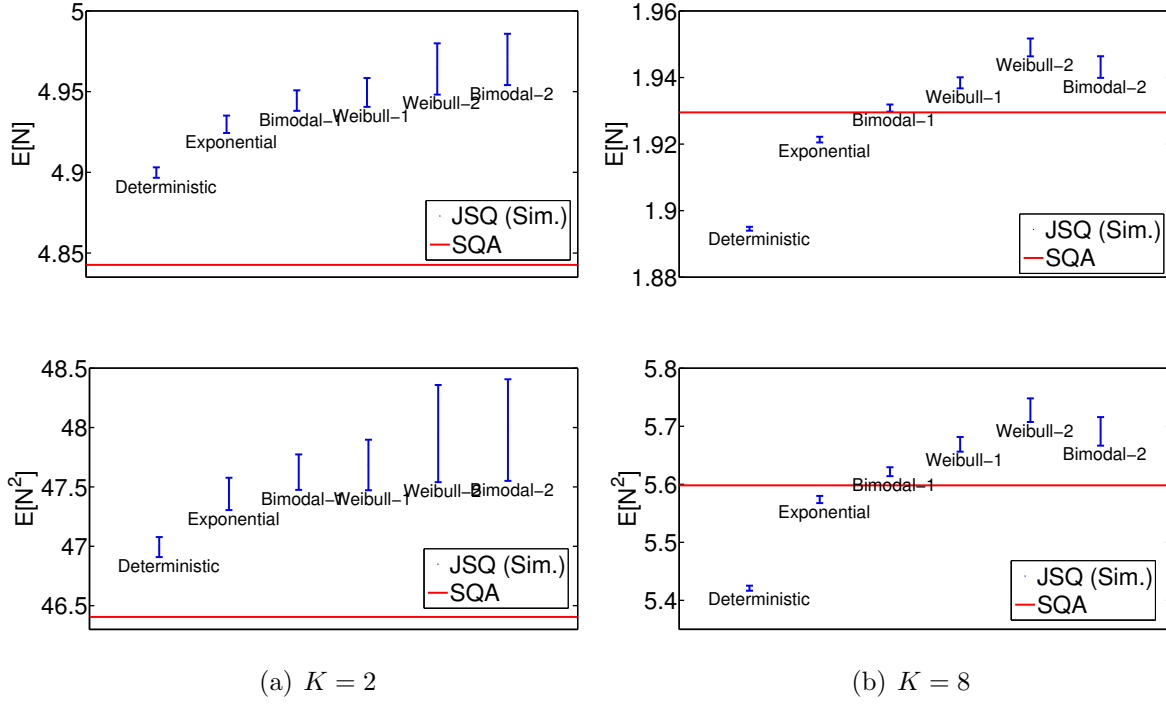 5
4.95
4.9
4.85
E[N]
Deterministic
Exponential
Bimodal−1
Weibull−1
Weibull−2
Bimodal−2
JSQ (Sim.)
SQA
1.96
1.94
1.92
1.9
1.88
E[N]
Deterministic
Exponential
Bimodal−1
Weibull−1
Weibull−2
Bimodal−2
JSQ (Sim.)
SQA
48.5
48
47.5
47
46.5
E[N²]
Deterministic
Exponential
Bimodal−1
Weibull−1
Weibull−2
Bimodal−2
JSQ (Sim.)
SQA
5.8
5.7
5.6
5.5
5.4
E[N²]
Deterministic
Exponential
Bimodal−1
Weibull−1
Weibull−2
Bimodal−2
JSQ (Sim.)
SQA
(a) K = 2
(b) K = 8